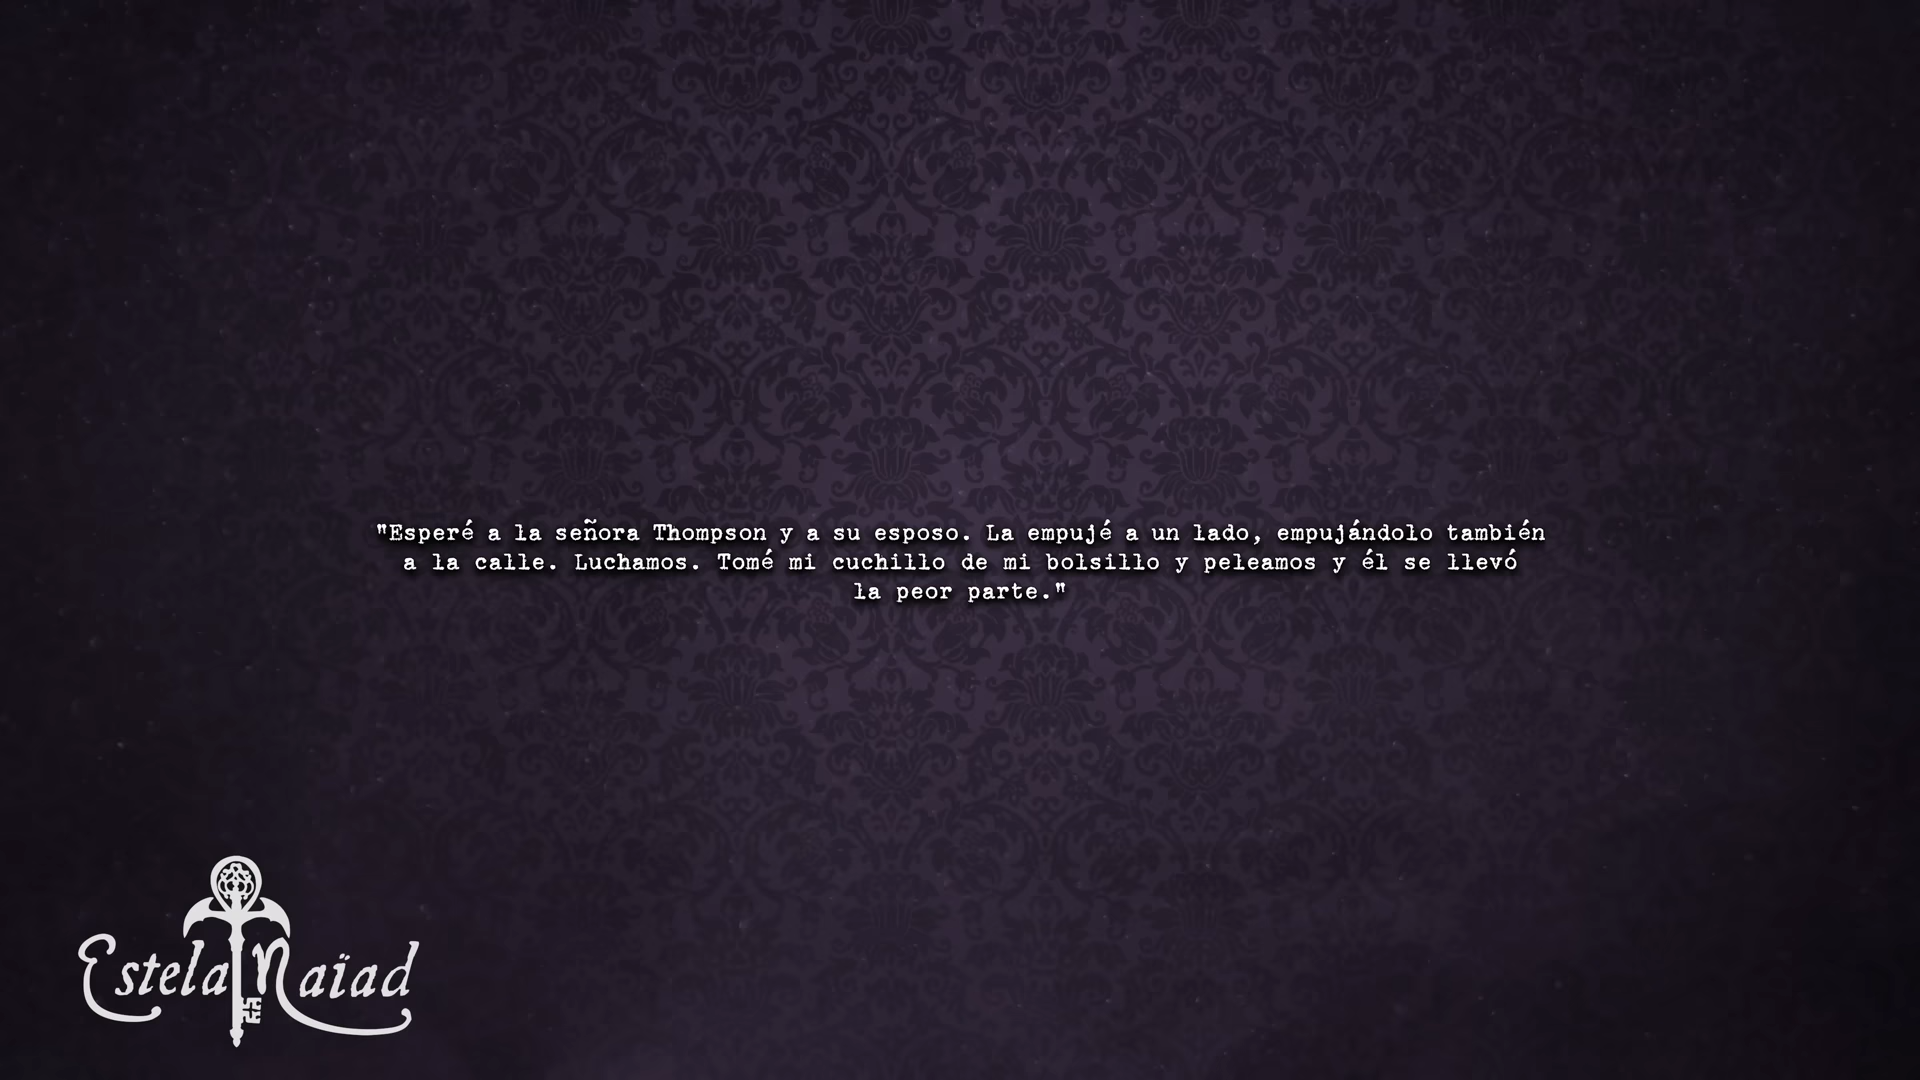 "Esperé a la señora Thompson y a su esposo. La empujé a un lado, empujándolo también
a la calle. Luchamos. Tomé mi cuchillo de mi bolsillo y peleamos y él se llevó
la peor parte."
Estela Naïad